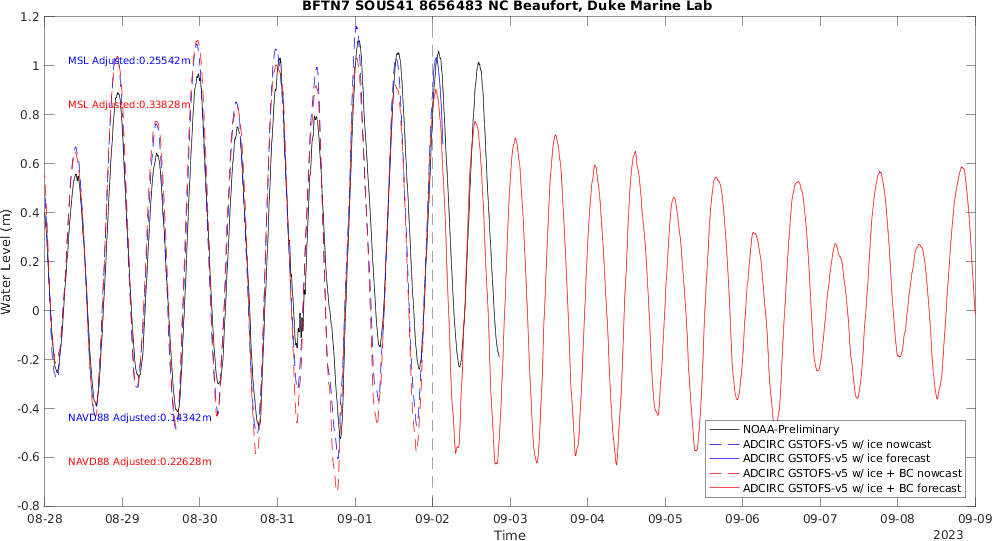 BFTN7 SOUS41 8656483 NC Beaufort, Duke Marine Lab
1.2
1
0.8
0.6
0.4
0.2
0
-0.2
-0.4
-0.6
-0.8
Water Level (m)
MSL Adjusted:0.25542m
MSL Adjusted:0.33828m
NAVD88 Adjusted:0.14342m
NAVD88 Adjusted:0.22628m
NOAA-Preliminary
ADCIRC GSTOFS-v5 w/ ice nowcast
ADCIRC GSTOFS-v5 w/ ice forecast
ADCIRC GSTOFS-v5 w/ ice + BC nowcast
ADCIRC GSTOFS-v5 w/ ice + BC forecast
08-28 08-29 08-30 08-31 09-01 09-02 09-03 09-04 09-05 09-06 09-07 09-08 09-09
Time
2023